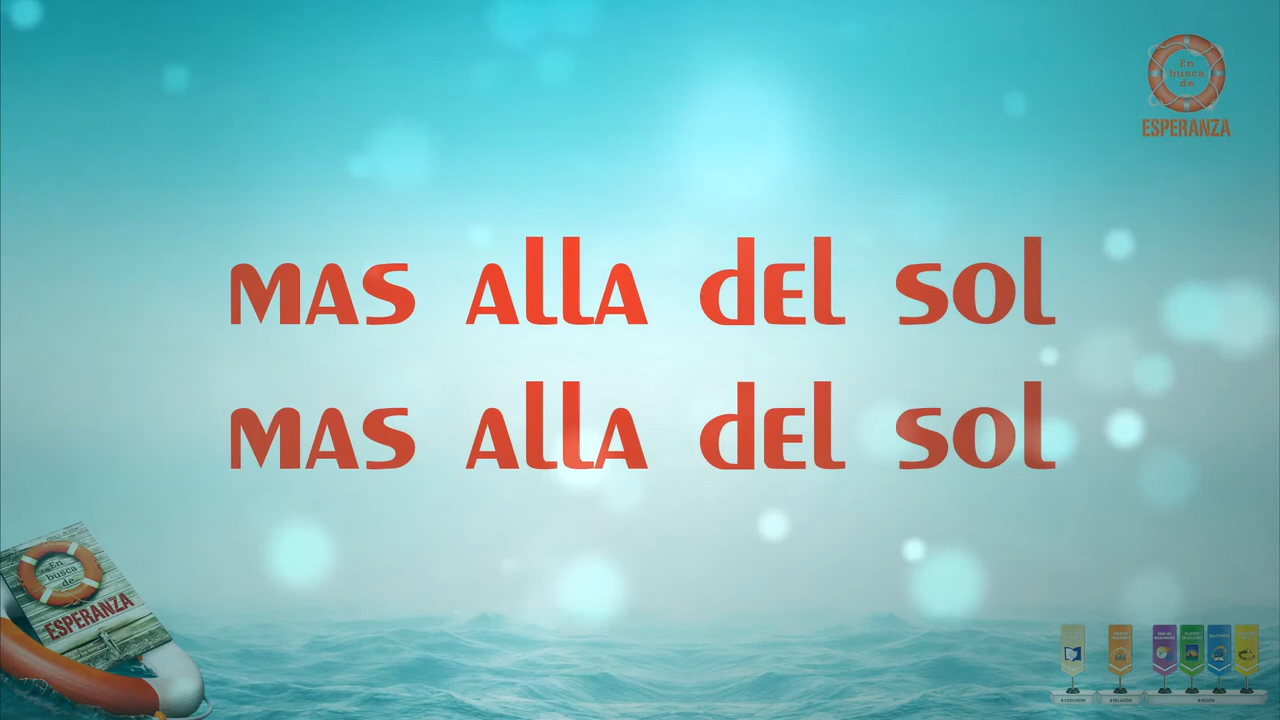 En
busca
de
ESPERANZA
MAS ALLA DEL SOL
MAS ALLA DEL SOL
En
busca
de
ESPERANZA